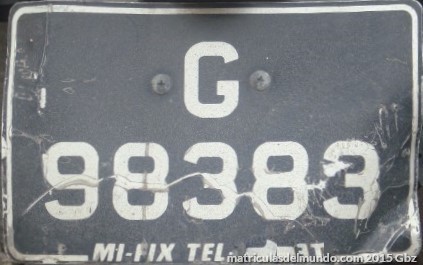 G
98383
MI-FIX TEL:
matriculasdelmundo.com 2015 Gbz